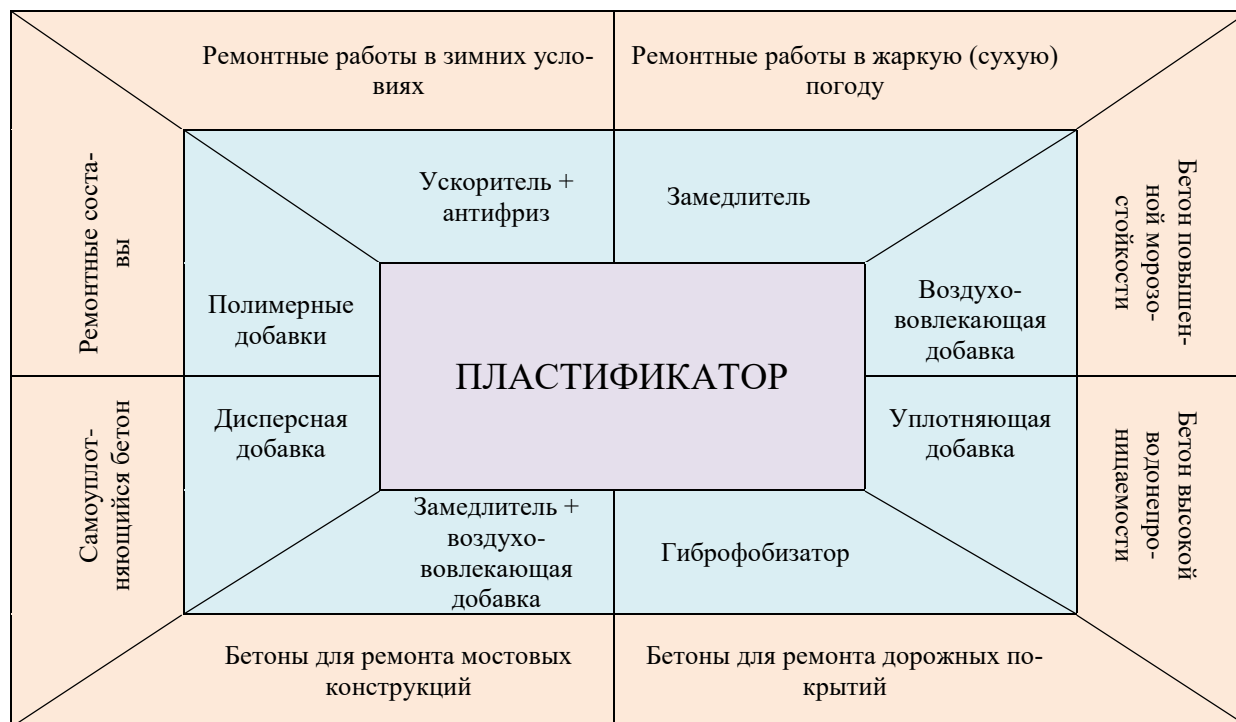 Ремонтные работы в зимних усло-
виях
Ремонтные работы в жаркую (сухую)
погоду
Ремонтные соста-
вы
Ускоритель +
антифриз
Замедлитель
Бетон повышен-
ной морозо-
стойкости
Полимерные
добавки
Воздухо-
вовлекающая
добавка
ПЛАСТИФИКАТОР
Самоуплот-
няющийся бетон
Дисперсная
добавка
Уплотняющая
добавка
Бетон высокой
водонепро-
ницаемости
Замедлитель +
воздухо-
вовлекающая
добавка
Гиброфобизатор
Бетоны для ремонта мостовых
конструкций
Бетоны для ремонта дорожных по-
крытий